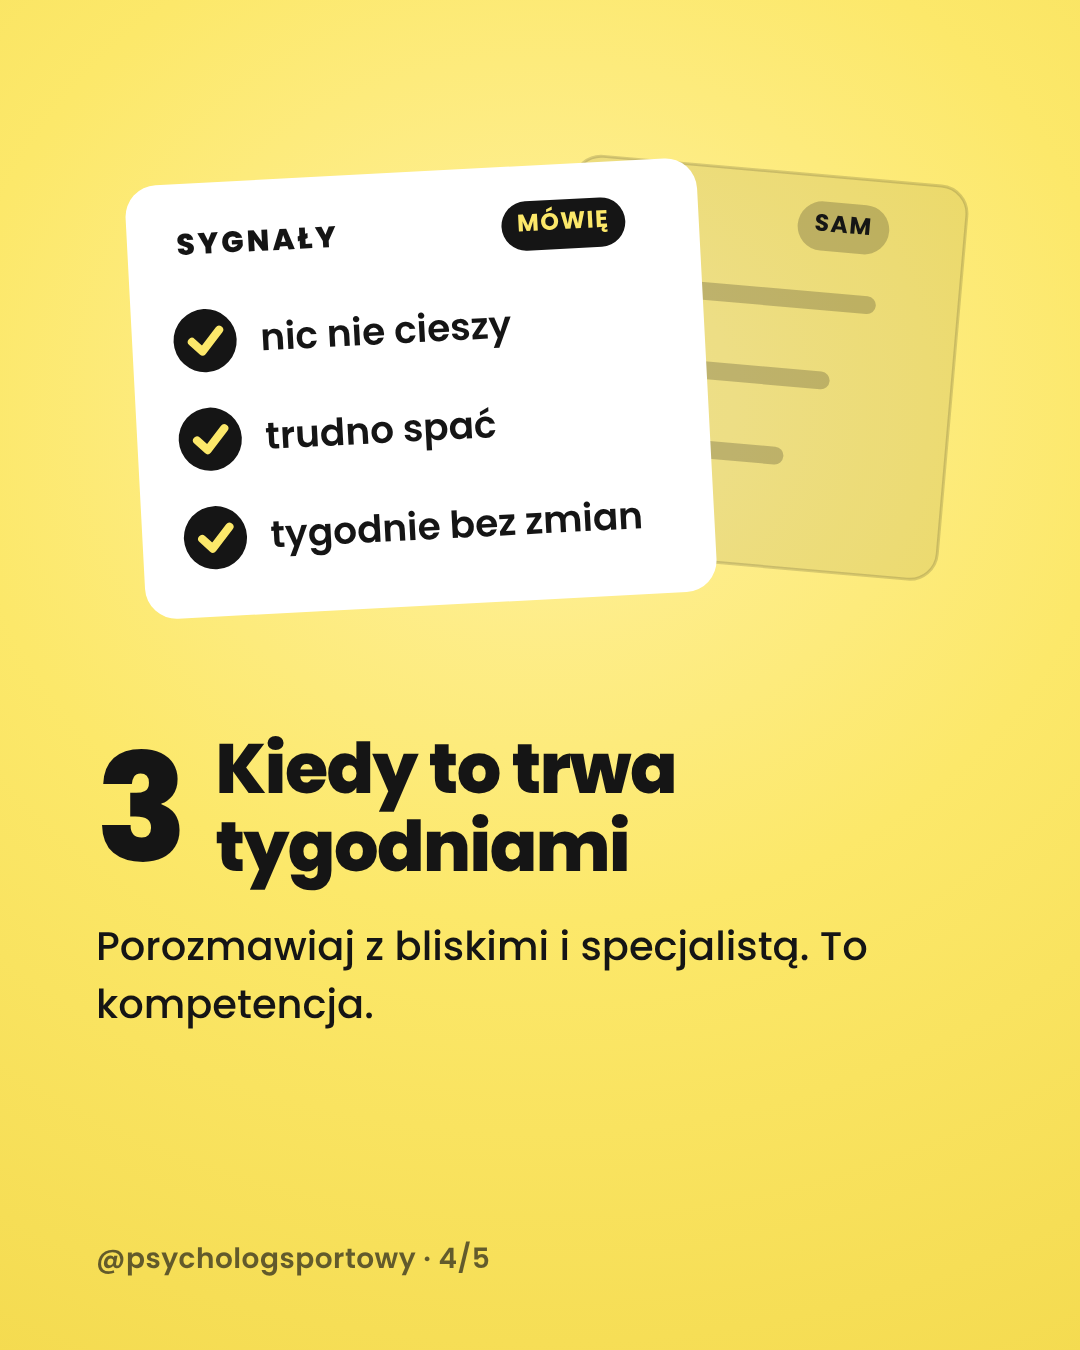 SYGNAŁY
MÓWIĘ
SAM
nic nie cieszy
trudno spać
tygodnie bez zmian
3
Kiedy to trwa
tygodniami
Porozmawiaj z bliskimi i specjalistą. To
kompetencja.
@psychologsportowy · 4/5